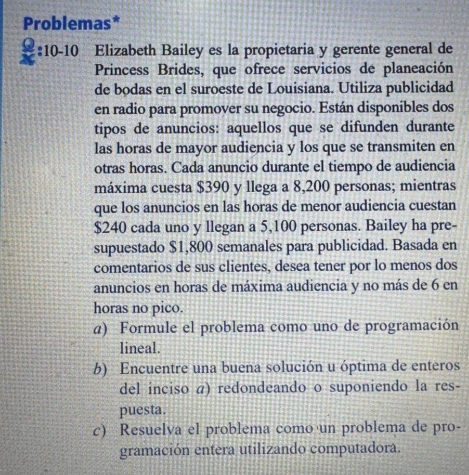 Problemas*
:10-10 Elizabeth Bailey es la propietaria y gerente general de
Princess Brides, que ofrece servicios de planeación
de bodas en el suroeste de Louisiana. Utiliza publicidad
en radio para promover su negocio. Están disponibles dos
tipos de anuncios: aquellos que se difunden durante
las horas de mayor audiencia y los que se transmiten en
otras horas. Cada anuncio durante el tiempo de audiencia
máxima cuesta $390 y llega a 8,200 personas; mientras
que los anuncios en las horas de menor audiencia cuestan
$240 cada uno y llegan a 5,100 personas. Bailey ha pre-
supuestado $1,800 semanales para publicidad. Basada en
comentarios de sus clientes, desea tener por lo menos dos
anuncios en horas de máxima audiencia y no más de 6 en
horas no pico.
a) Formule el problema como uno de programación
lineal.
b) Encuentre una buena solución u óptima de enteros
del inciso a) redondeando o suponiendo la res-
puesta.
c) Resuelva el problema como un problema de pro-
gramación entera utilizando computadora.